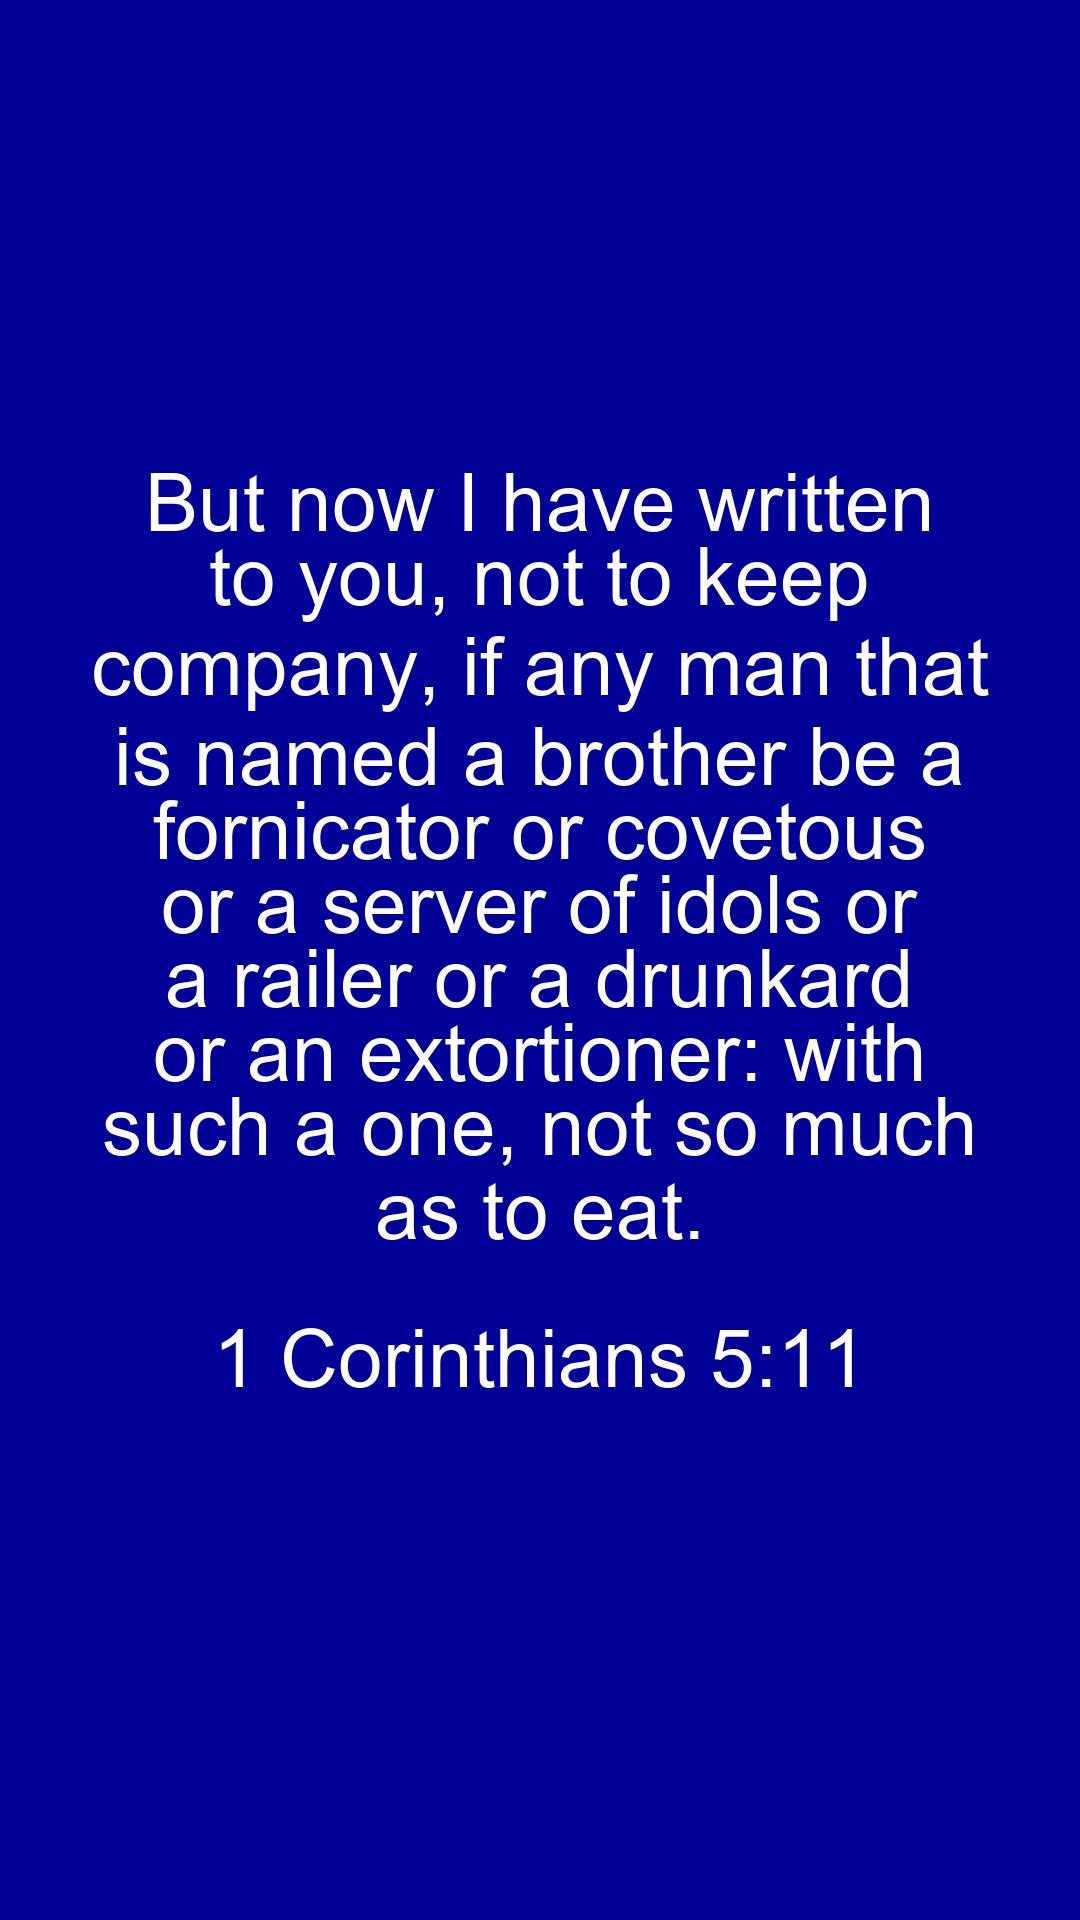 But now I have written
to you, not to keep
company, if any man that
is named a brother be a
fornicator or covetous
or a server of idols or
a railer or a drunkard
or an extortioner: with
such a one, not so much
as to eat.
1 Corinthians 5:11